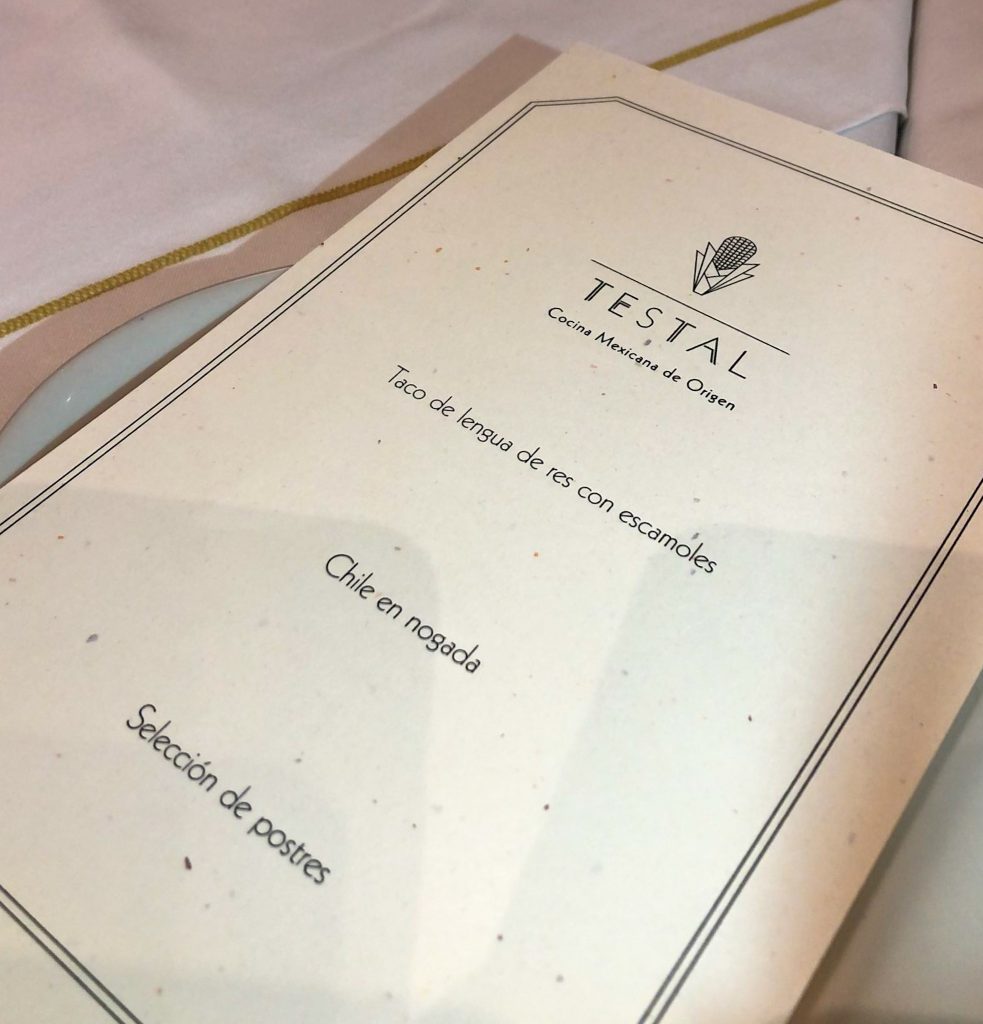 TESTAL
Cocina Mexicana de Origen
Taco de lengua de res con escamoles
Chile en nogada
Selección de postres